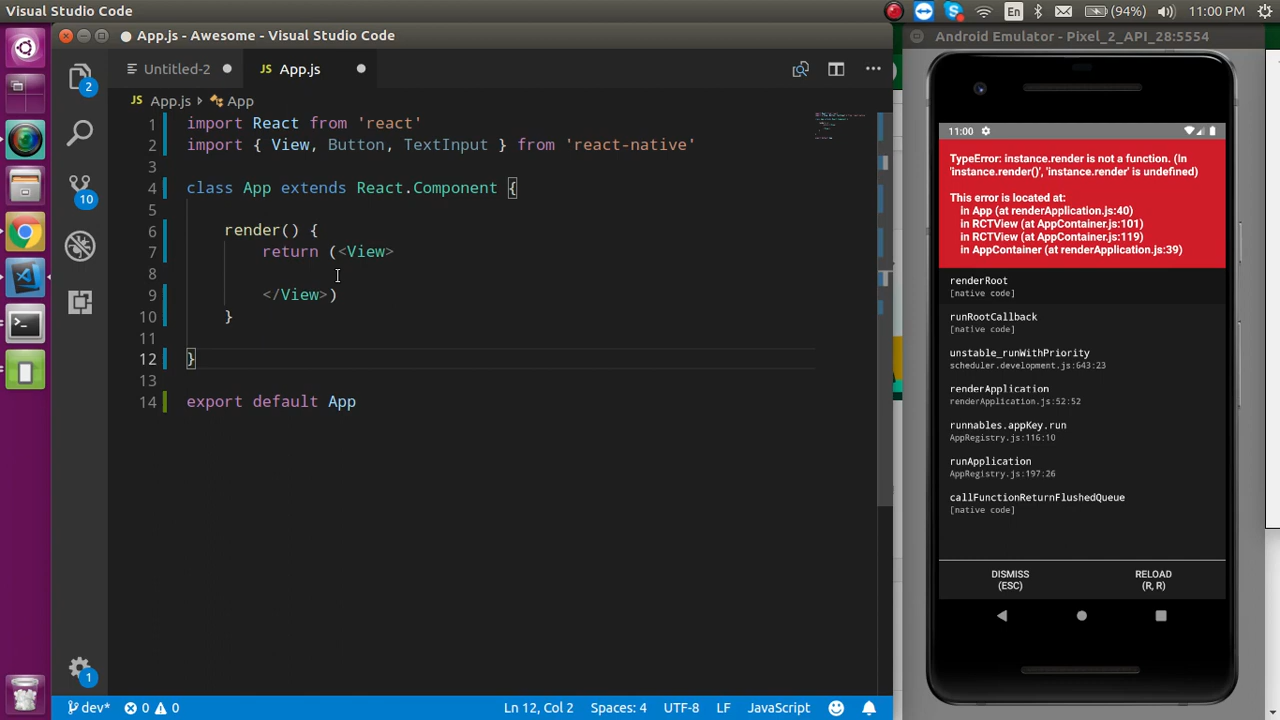 Visual Studio Code
En
(94%)
11:00 PM
App.js - Awesome - Visual Studio Code
Android Emulator - Pixel_2_API_28:5554
2
10
1
Untitled-2
App.js
JS App.js
App
1 import React from 'react'
2 import { View, Button, TextInput } from 'react-native'
3
4 class App extends React.Component {
5
6 render() {
7 return (<View>
8
9 </View>)
10 }
11
12 }
13
14 export default App
dev*
0
0
Ln 12, Col 2
Spaces: 4
UTF-8
LF
JavaScript
11:00
TypeError: instance.render is not a function. (In
'instance.render()', 'instance.render' is undefined)
This error is located at:
in App (at renderApplication.js:40)
in RCTView (at AppContainer.js:101)
in RCTView (at AppContainer.js:119)
in AppContainer (at renderApplication.js:39)
renderRoot
[native code]
runRootCallback
[native code]
unstable_runWithPriority
scheduler.development.js:643:23
renderApplication
renderApplication.js:52:52
runnables.appKey.run
AppRegistry.js:116:10
runApplication
AppRegistry.js:197:26
callFunctionReturnFlushedQueue
[native code]
DISMISS
(ESC)
RELOAD
(R, R)